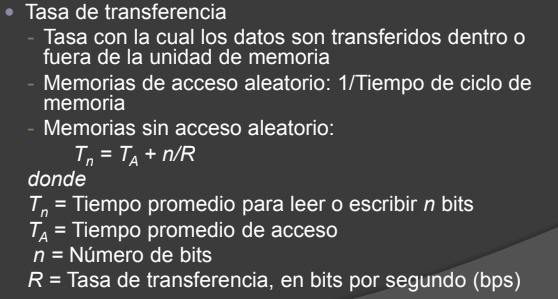 • Tasa de transferencia
- Tasa con la cual los datos son transferidos dentro o
fuera de la unidad de memoria
- Memorias de acceso aleatorio: 1/Tiempo de ciclo de
memoria
- Memorias sin acceso aleatorio:
Tn = TA + n/R
donde
Tn = Tiempo promedio para leer o escribir n bits
TA = Tiempo promedio de acceso
n = Número de bits
R = Tasa de transferencia, en bits por segundo (bps)